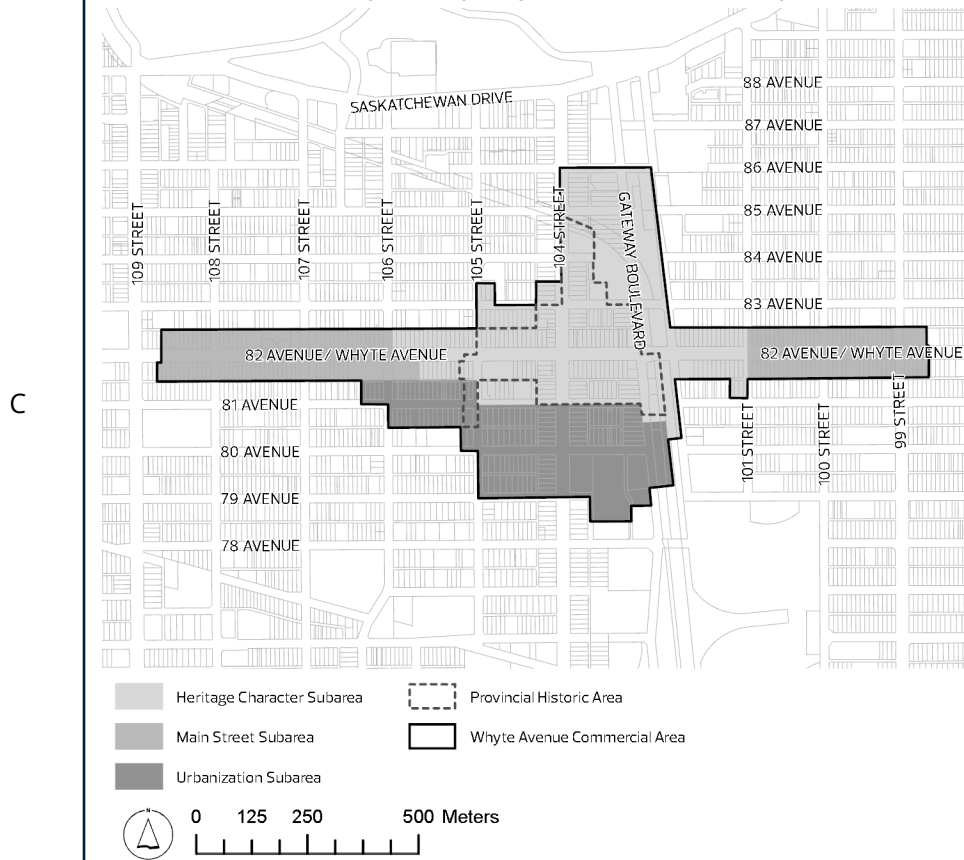 88 AVENUE
SASKATCHEWAN DRIVE
87 AVENUE
86 AVENUE
109 STREET
108 STREET
107 STREET
106 STREET
105 STREET
104 STREET
GATEWAY BOULEVARD
85 AVENUE
84 AVENUE
83 AVENUE
82 AVENUE/ WHYTE AVENUE
82 AVENUE/ WHYTE AVENUE
C
81 AVENUE
101 STREET
100 STREET
99 STREET
80 AVENUE
79 AVENUE
78 AVENUE
Heritage Character Subarea
Provincial Historic Area
Main Street Subarea
Whyte Avenue Commercial Area
Urbanization Subarea
N
0 125 250 500 Meters